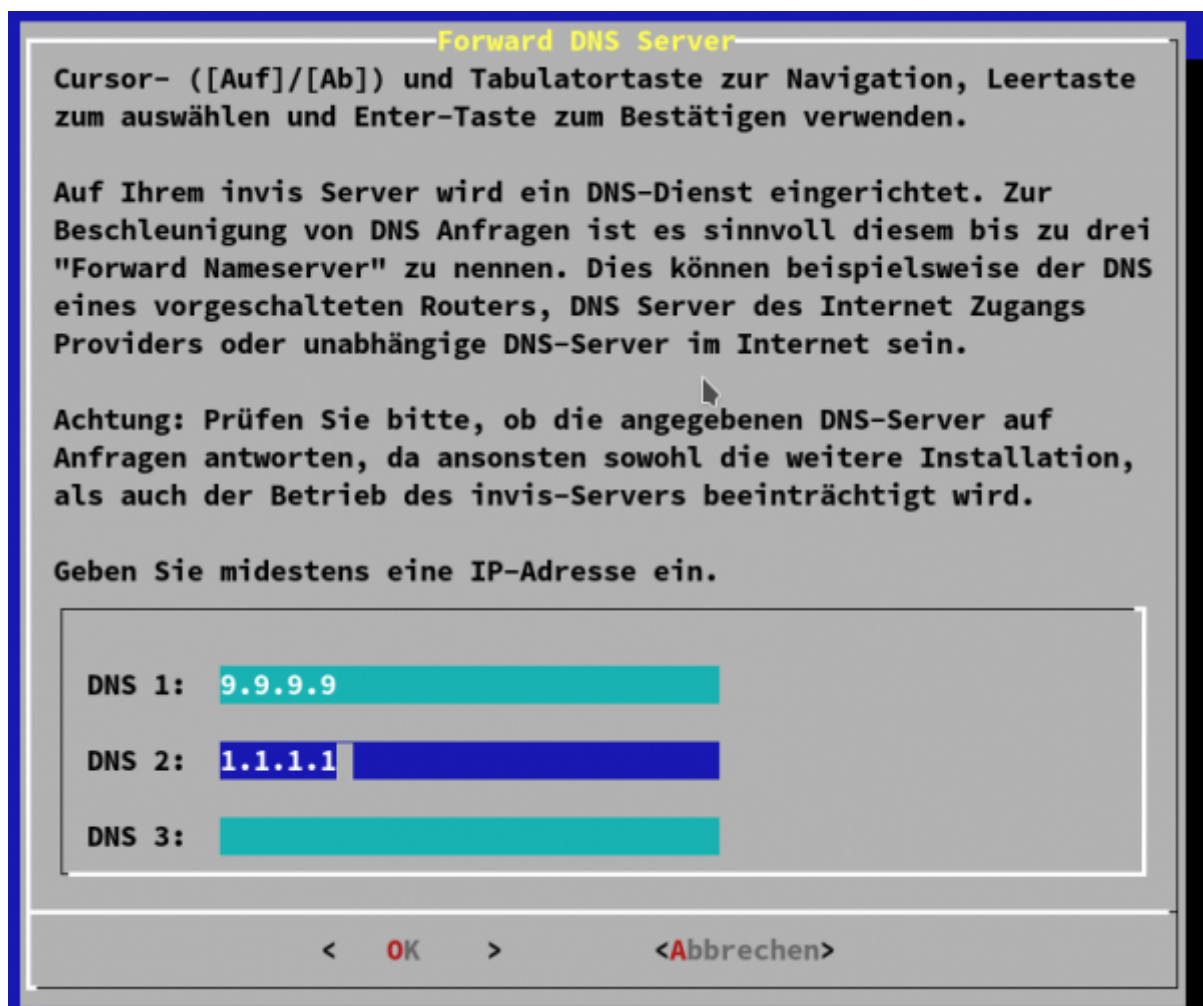 Forward DNS Server
Cursor- ([Auf]/[Ab]) und Tabulatortaste zur Navigation, Leertaste
zum auswählen und Enter-Taste zum Bestätigen verwenden.
Auf Ihrem invis Server wird ein DNS-Dienst eingerichtet. Zur
Beschleunigung von DNS Anfragen ist es sinnvoll diesem bis zu drei
"Forward Nameserver" zu nennen. Dies können beispielsweise der DNS
eines vorgeschalteten Routers, DNS Server des Internet Zugangs
Providers oder unabhängige DNS-Server im Internet sein.
Achtung: Prüfen Sie bitte, ob die angegebenen DNS-Server auf
Anfragen antworten, da ansonsten sowohl die weitere Installation,
als auch der Betrieb des invis-Servers beeinträchtigt wird.
Geben Sie midestens eine IP-Adresse ein.
DNS 1: 9.9.9.9
DNS 2: 1.1.1.1
DNS 3:
< OK > <Abbrechen>